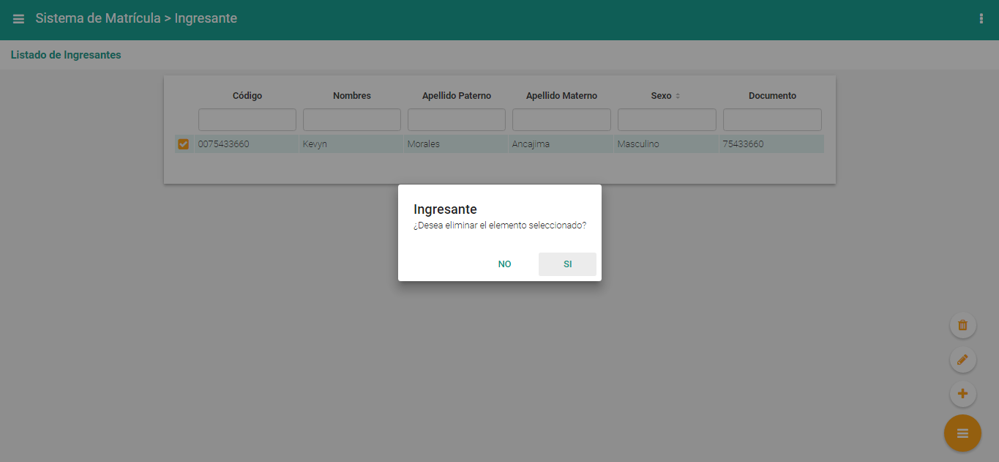 Sistema de Matrícula > Ingresante
Listado de Ingresantes
Código Nombres Apellido Paterno Apellido Materno Sexo Documento
0075433660 Kevyn Morales Ancajima Masculino 75433660
Ingresante
¿Desea eliminar el elemento seleccionado?
NO SI